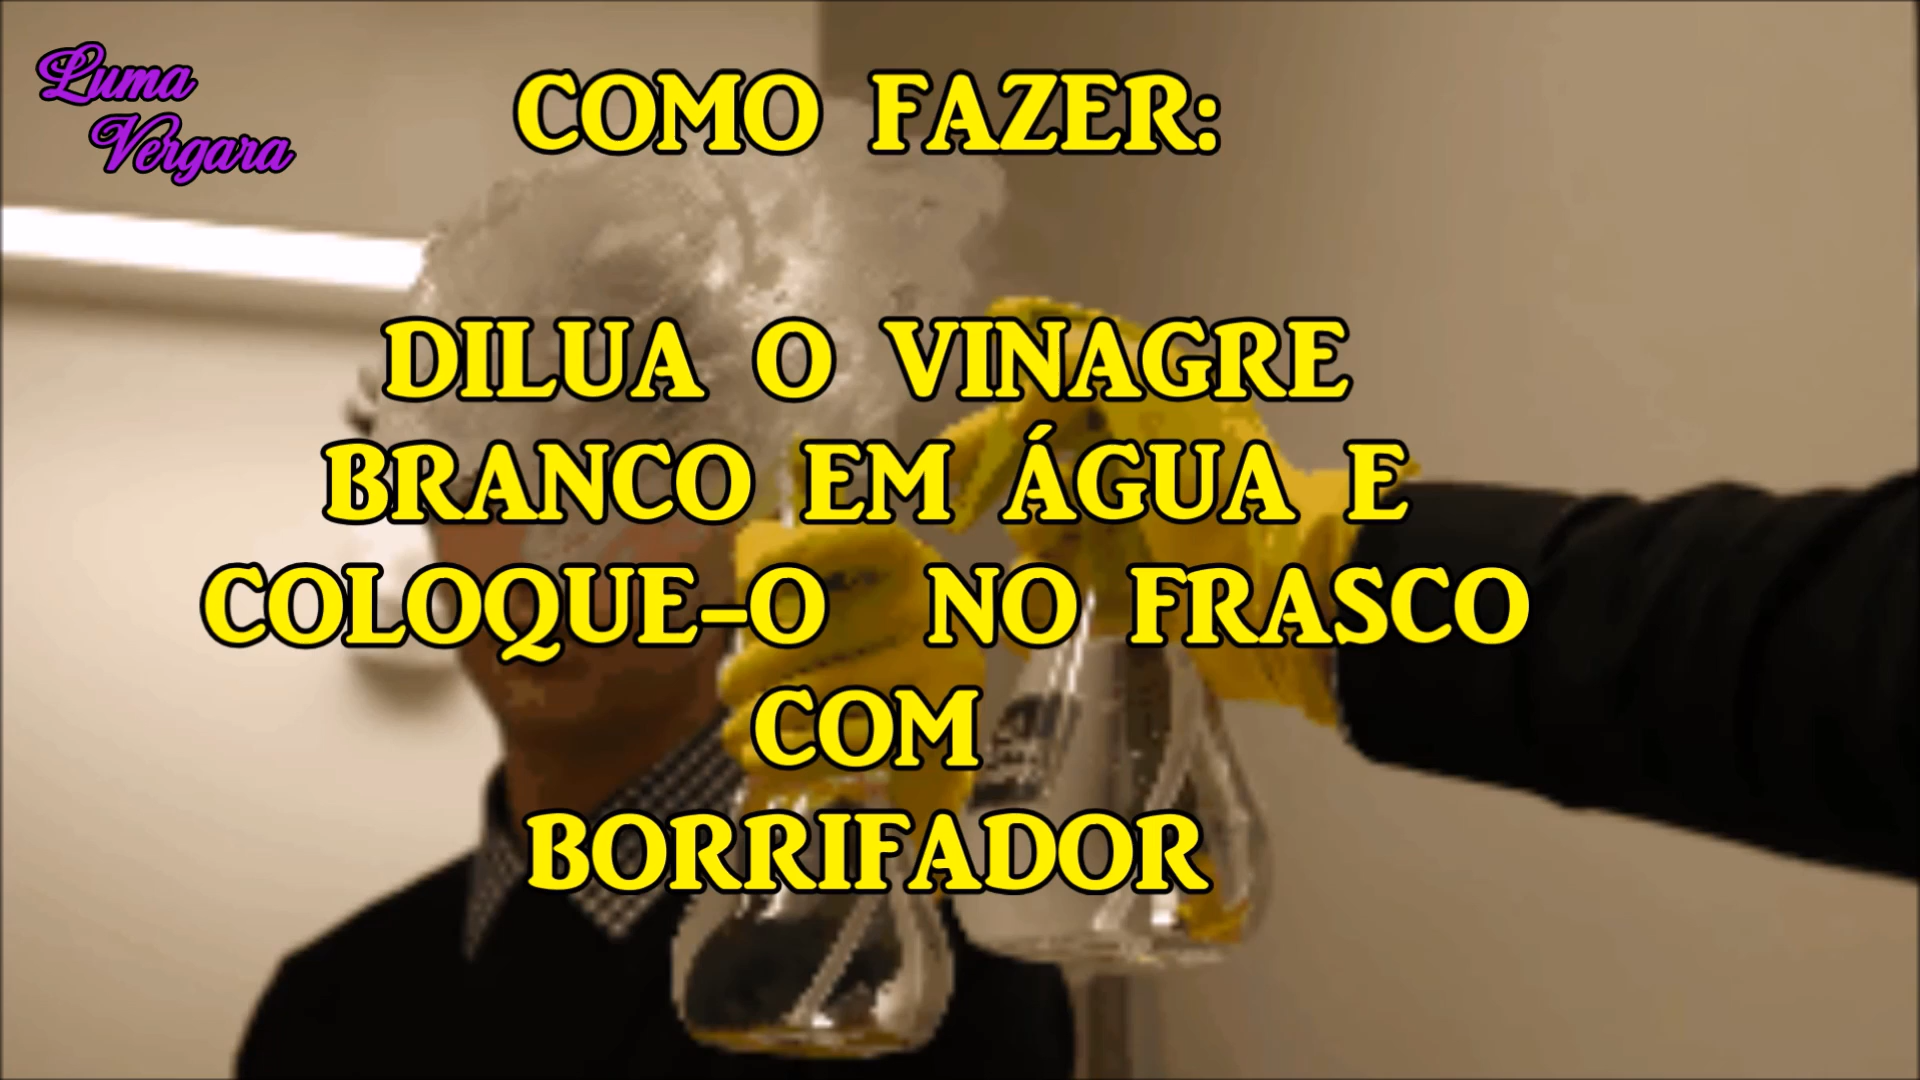 Luma
Vergara
COMO FAZER:
DILUA O VINAGRE
BRANCO EM ÁGUA E
COLOQUE-O NO FRASCO
COM
BORRIFADOR